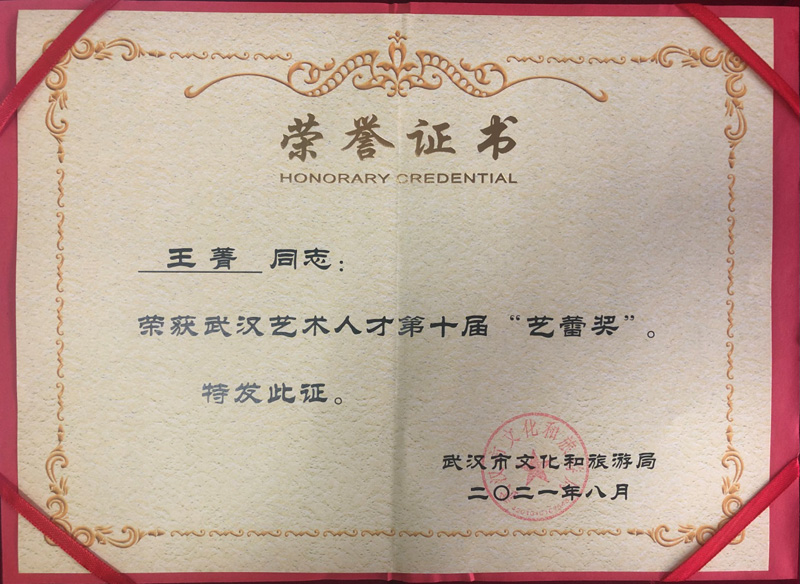 荣誉证书
HONORARY CREDENTIAL
王菁 同志：
荣获武汉艺术人才第十届“艺蕾奖”。
特发此证。
武汉市文化和旅游局
二〇二一年八月